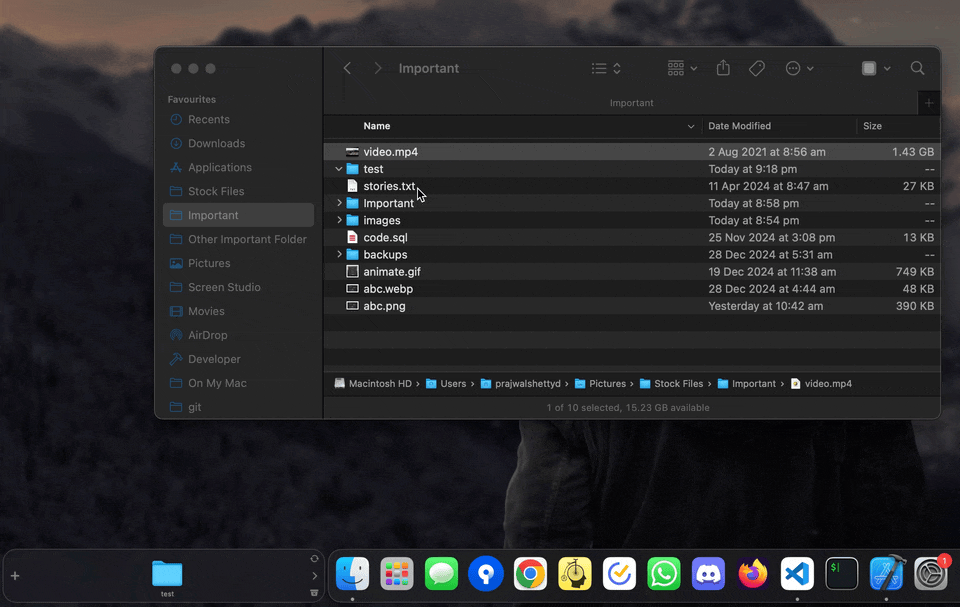 Important
Favourites
Recents
Downloads
Applications
Stock Files
Important
Other Important Folder
Pictures
Screen Studio
Movies
AirDrop
Developer
On My Mac
git
Important
Name Date Modified Size
video.mp4 2 Aug 2021 at 8:56 am 1.43 GB
test Today at 9:18 pm --
stories.txt 11 Apr 2024 at 8:47 am 27 KB
Important Today at 8:58 pm --
images Today at 8:54 pm --
code.sql 25 Nov 2024 at 3:08 pm 13 KB
backups 28 Dec 2024 at 5:31 am --
animate.gif 19 Dec 2024 at 11:38 am 749 KB
abc.webp 28 Dec 2024 at 4:44 am 48 KB
abc.png Yesterday at 10:42 am 390 KB
Macintosh HD › Users › prajwalshettyd › Pictures › Stock Files › Important › video.mp4
1 of 10 selected, 15.23 GB available
test
$
1